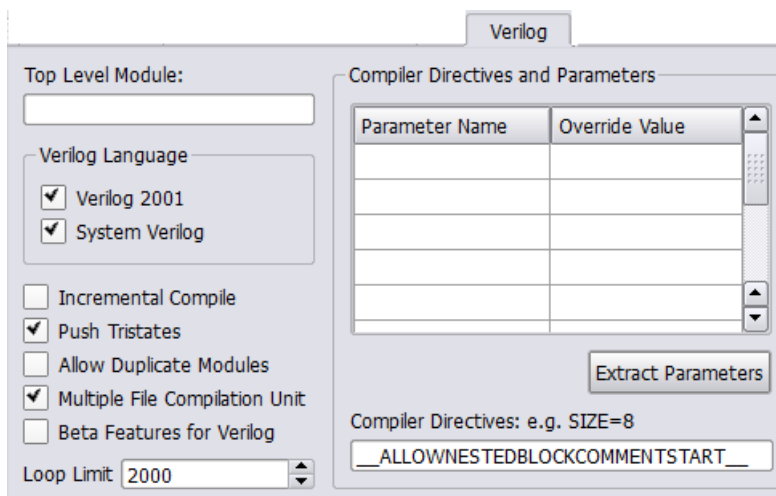 Verilog
Top Level Module:
Verilog Language
Verilog 2001
System Verilog
Incremental Compile
Push Tristates
Allow Duplicate Modules
Multiple File Compilation Unit
Beta Features for Verilog
Loop Limit 2000
Compiler Directives and Parameters
Parameter Name Override Value
Extract Parameters
Compiler Directives: e.g. SIZE=8
__ALLOWNESTEDBLOCKCOMMENTSTART__